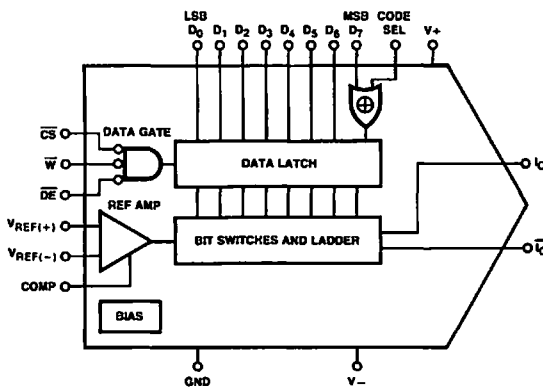 LSB MSB CODE
D0 D1 D2 D3 D4 D5 D6 D7 SEL V+
CS
DATA GATE
W
DE
DATA LATCH
IO
REF AMP
VREF(+)
VREF(−)
BIT SWITCHES AND LADDER
IO
COMP
BIAS
GND V−